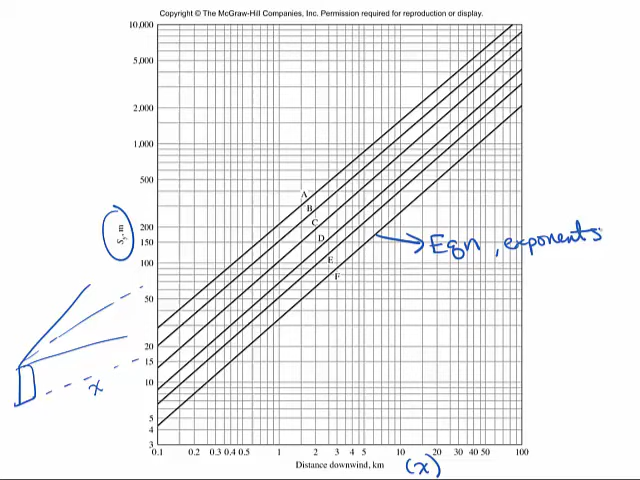 Copyright © The McGraw-Hill Companies, Inc. Permission required for reproduction or display.
10,000
5,000
2,000
1,000
500
200
150
100
50
20
15
10
5
4
3
Sy, m
A
B
C
D
E
F
Eqn, exponents
x
0.1 0.2 0.3 0.4 0.5 1 2 3 4 5 10 20 30 40 50 100
Distance downwind, km (x)